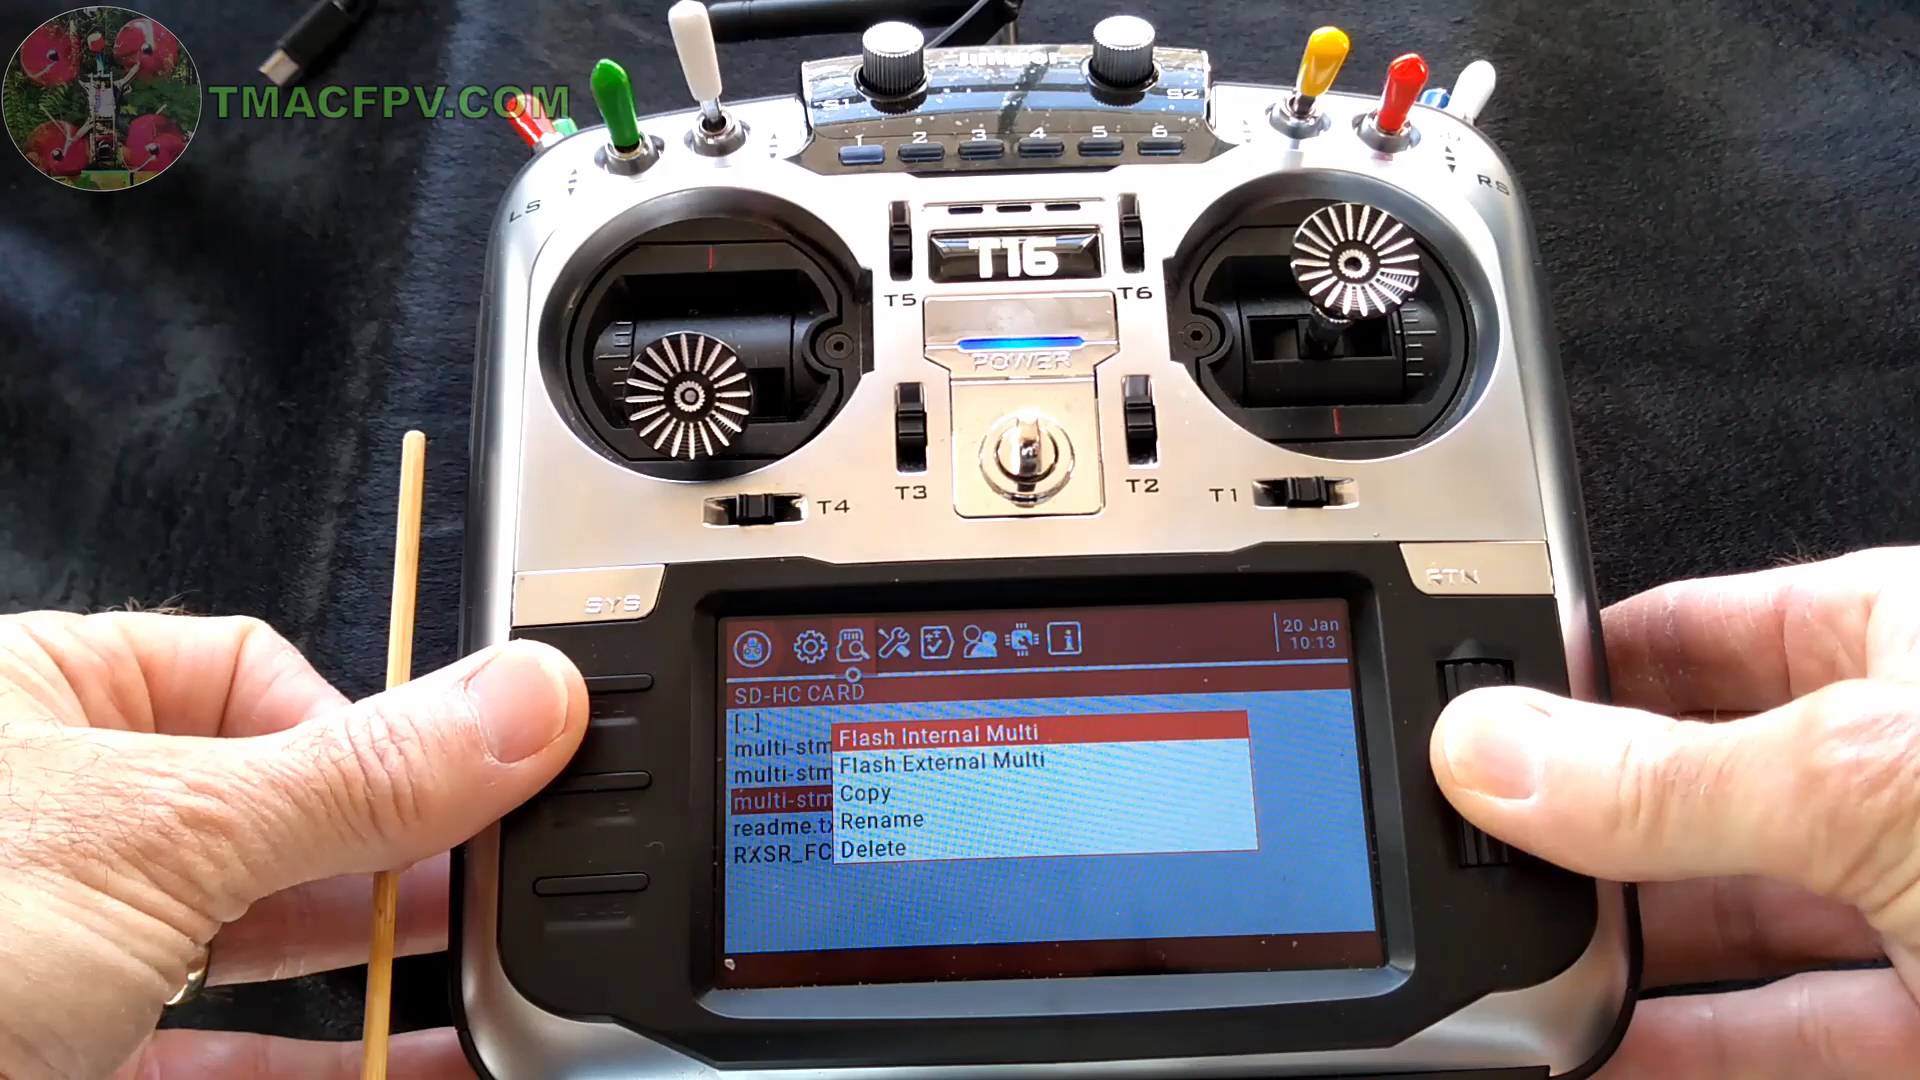 TMACFPV.COM
Jumper
S1
S2
1 2 3 4 5 6
LS
RS
T16
T5
T6
POWER
T3
T2
T4
T1
SYS
RTN
20 Jan
10:13
SD-HC CARD
[..]
multi-stm
multi-stm
multi-stm
readme.tx
RXSR_FC
Flash Internal Multi
Flash External Multi
Copy
Rename
Delete